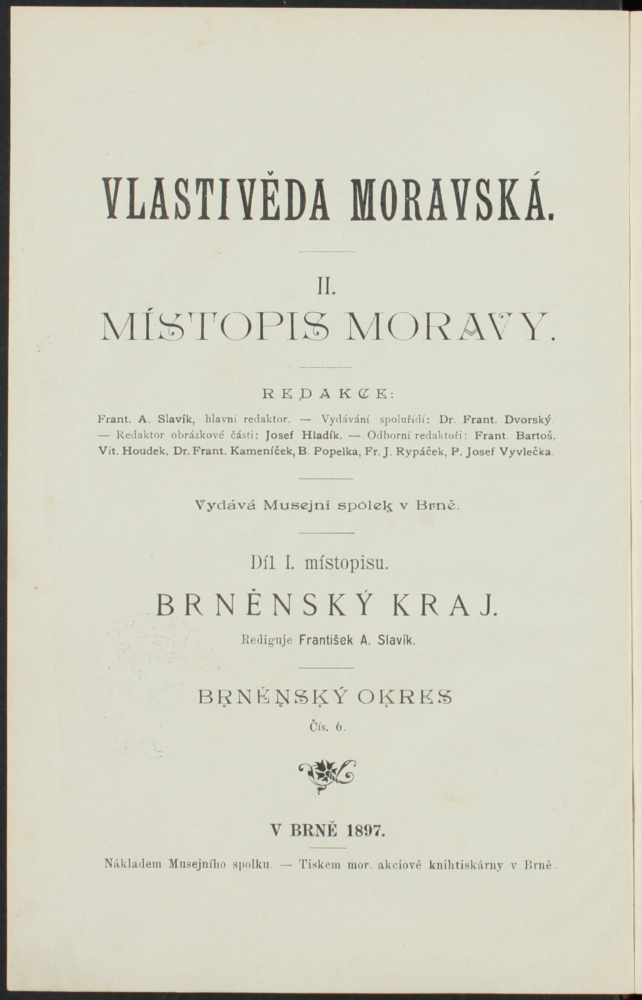 VLASTIVĚDA MORAVSKÁ.
II.
MÍSTOPIS MORAVY.
REDAKCE:
Frant. A. Slavík, hlavní redaktor. — Vydávání spoluřídí: Dr. Frant. Dvorský.
— Redaktor obrázkové části: Josef Hladík. — Odborní redaktoři: Frant. Bartoš,
Vít. Houdek, Dr. Frant. Kameníček, B. Popelka, Fr. J. Rypáček, P. Josef Vyvlečka.
Vydává Musejní spolek v Brně.
Díl I. místopisu.
BRNĚNSKÝ KRAJ.
Rediguje František A. Slavík.
BRNĚNSKÝ OKRES
Čís. 6.
V BRNĚ 1897.
Nákladem Musejního spolku. — Tiskem mor. akciové knihtiskárny v Brně.